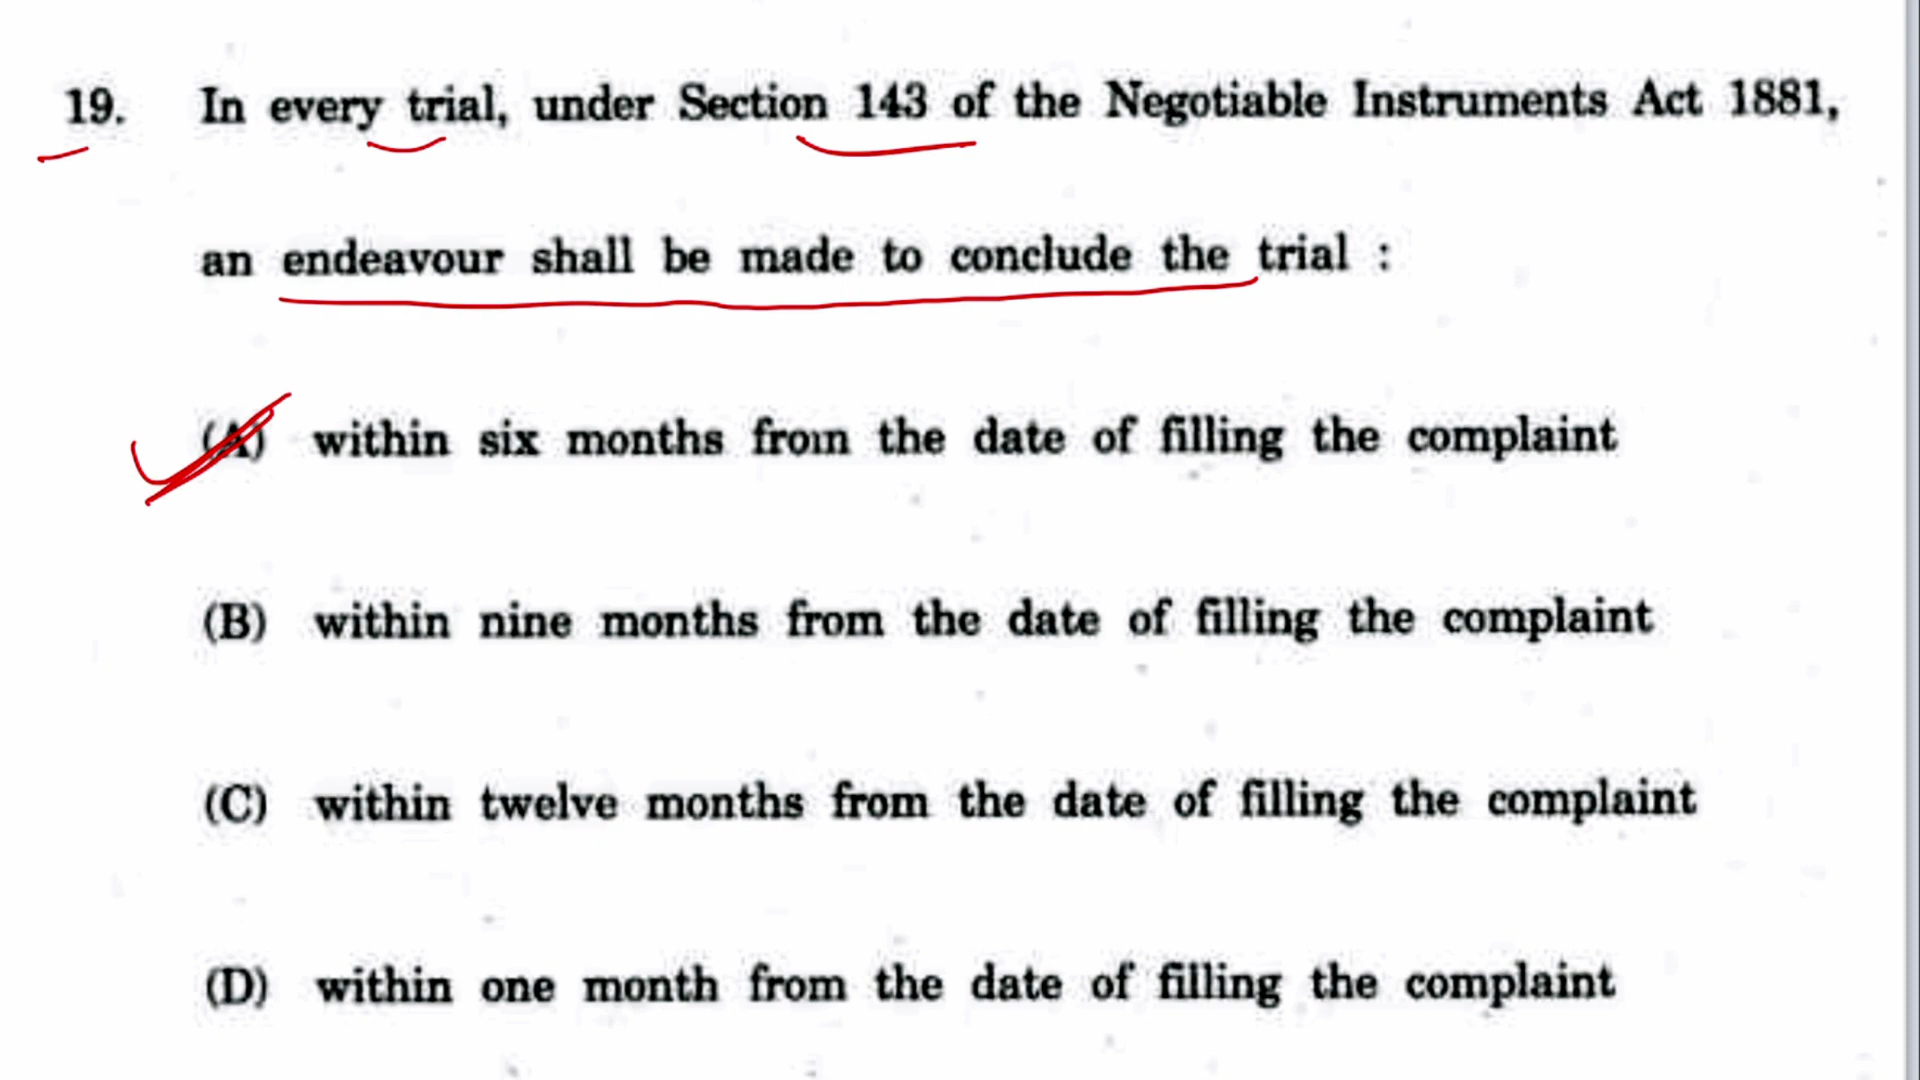 19. In every trial, under Section 143 of the Negotiable Instruments Act 1881,
an endeavour shall be made to conclude the trial :
(A) within six months from the date of filling the complaint
(B) within nine months from the date of filling the complaint
(C) within twelve months from the date of filling the complaint
(D) within one month from the date of filling the complaint